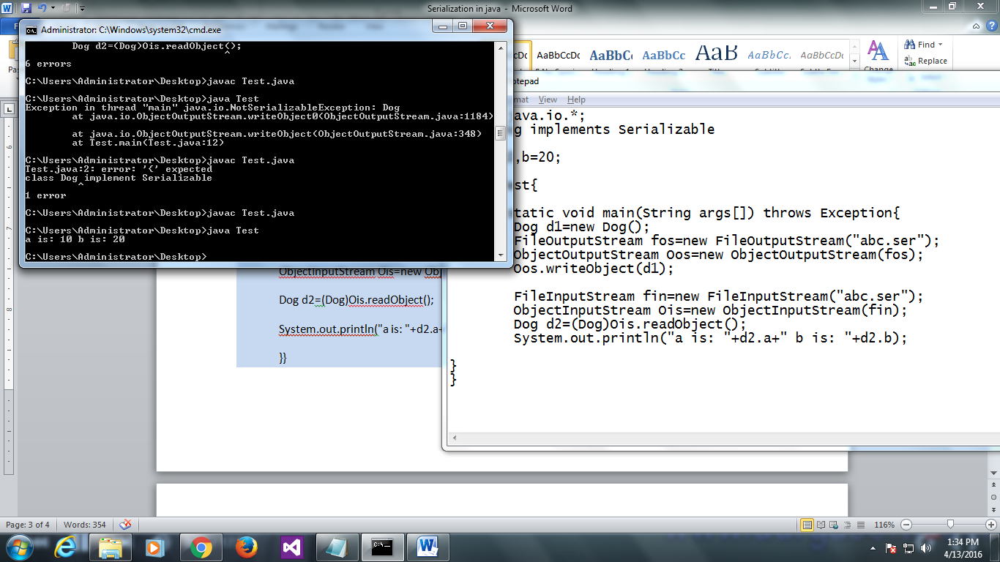 Serialization in java - Microsoft Word
Administrator: C:\Windows\system32\cmd.exe
Dog d2=(Dog)Ois.readObject();
^
6 errors
C:\Users\Administrator\Desktop>javac Test.java
C:\Users\Administrator\Desktop>java Test
Exception in thread "main" java.io.NotSerializableException: Dog
at java.io.ObjectOutputStream.writeObject0(ObjectOutputStream.java:1184)
at java.io.ObjectOutputStream.writeObject(ObjectOutputStream.java:348)
at Test.main(Test.java:12)
C:\Users\Administrator\Desktop>javac Test.java
Test.java:2: error: '{' expected
class Dog implement Serializable
^
1 error
C:\Users\Administrator\Desktop>javac Test.java
C:\Users\Administrator\Desktop>java Test
a is: 10 b is: 20
C:\Users\Administrator\Desktop>
AaBbCcDc AaBbCc AaBbCc AaB AaBbCc. AaBbCcDc
Find
Replace
Change
otepad
mat View Help
ava.io.*;
g implements Serializable
,b=20;
st{
tatic void main(String args[]) throws Exception{
Dog d1=new Dog();
FileOutputStream fos=new FileOutputStream("abc.ser");
ObjectOutputStream Oos=new ObjectOutputStream(fos);
Oos.writeObject(d1);
FileInputStream fin=new FileInputStream("abc.ser");
ObjectInputStream Ois=new ObjectInputStream(fin);
Dog d2=(Dog)Ois.readObject();
System.out.println("a is: "+d2.a+" b is: "+d2.b);
}
}
ObjectInputStream Ois=new Obj
Dog d2=(Dog)Ois.readObject();
System.out.println("a is: "+d2.a+
}}
Page: 3 of 4 Words: 354 116%
1:34 PM
4/13/2016